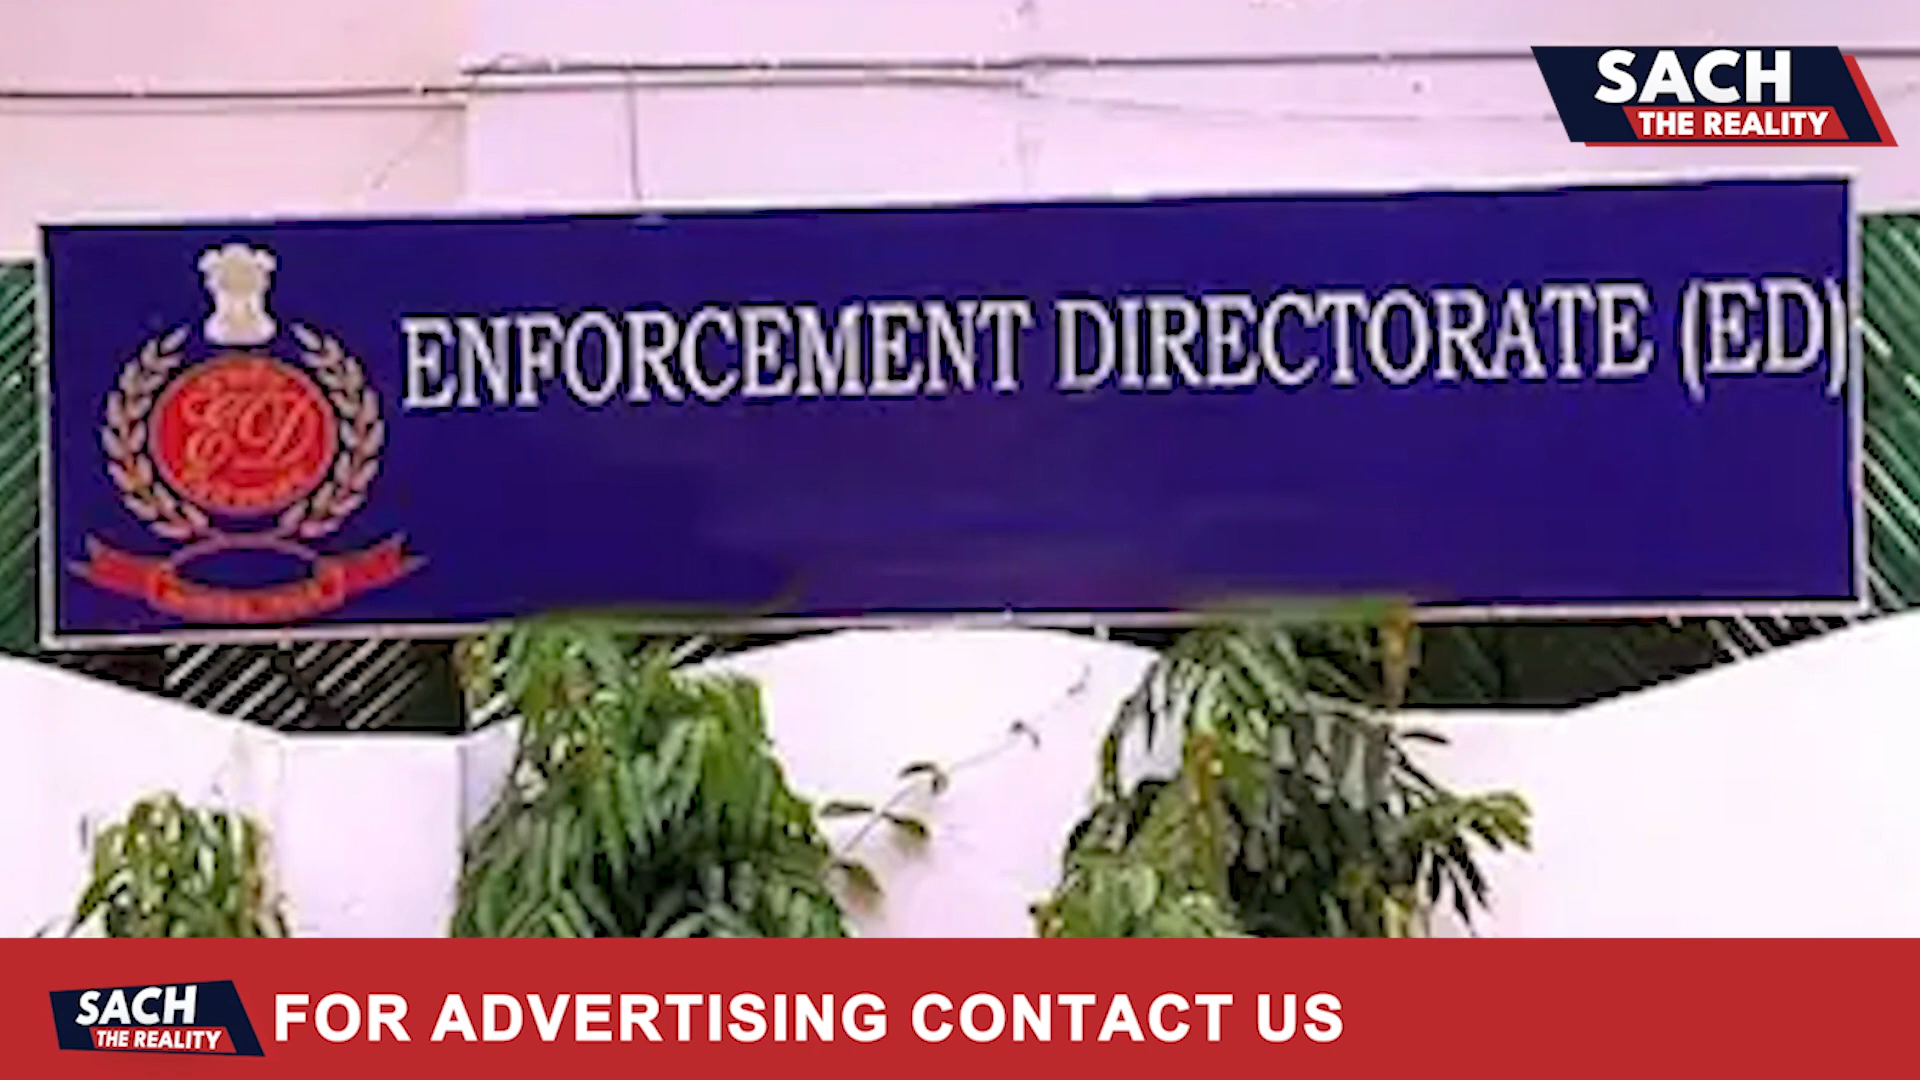 SACH
THE REALITY
ENFORCEMENT DIRECTORATE (ED)
SACH
THE REALITY
FOR ADVERTISING CONTACT US